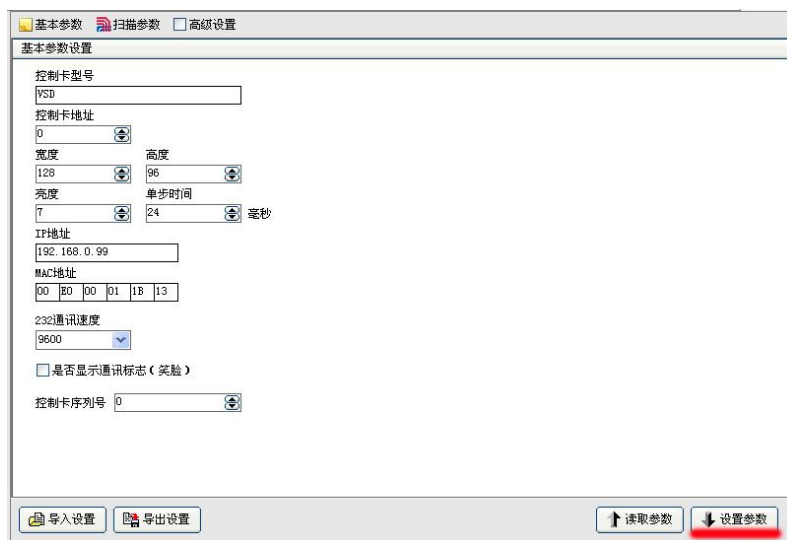 基本参数 扫描参数 高级设置
基本参数设置
控制卡型号
VSD
控制卡地址
0
宽度 高度
128 96
亮度 单步时间
7 24 毫秒
IP地址
192.168.0.99
MAC地址
00 E0 00 01 1B 13
232通讯速度
9600
是否显示通讯标志(笑脸)
控制卡序列号 0
导入设置 导出设置 读取参数 设置参数